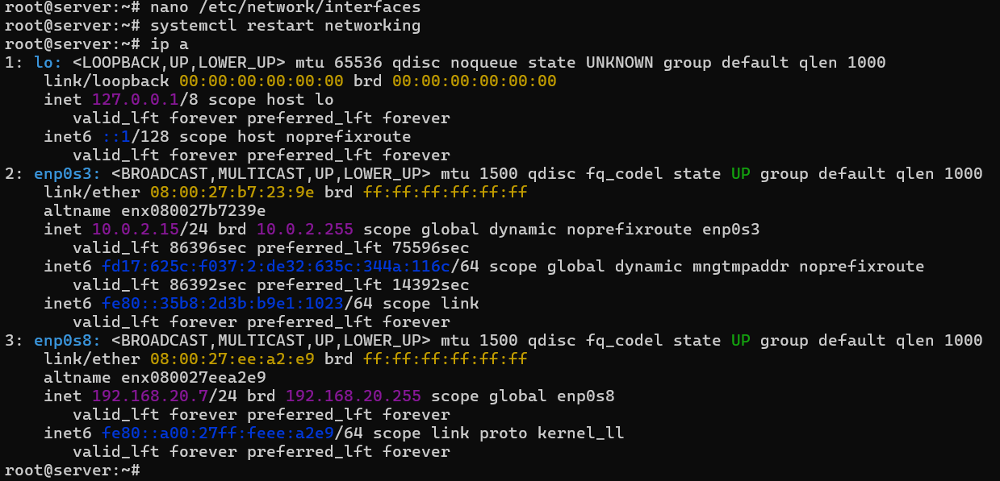 root@server:~# nano /etc/network/interfaces
root@server:~# systemctl restart networking
root@server:~# ip a
1: lo: <LOOPBACK,UP,LOWER_UP> mtu 65536 qdisc noqueue state UNKNOWN group default qlen 1000
    link/loopback 00:00:00:00:00:00 brd 00:00:00:00:00:00
    inet 127.0.0.1/8 scope host lo
       valid_lft forever preferred_lft forever
    inet6 ::1/128 scope host noprefixroute
       valid_lft forever preferred_lft forever
2: enp0s3: <BROADCAST,MULTICAST,UP,LOWER_UP> mtu 1500 qdisc fq_codel state UP group default qlen 1000
    link/ether 08:00:27:b7:23:9e brd ff:ff:ff:ff:ff:ff
    altname enx080027b7239e
    inet 10.0.2.15/24 brd 10.0.2.255 scope global dynamic noprefixroute enp0s3
       valid_lft 86396sec preferred_lft 75596sec
    inet6 fd17:625c:f037:2:de32:635c:344a:116c/64 scope global dynamic mngtmpaddr noprefixroute
       valid_lft 86392sec preferred_lft 14392sec
    inet6 fe80::35b8:2d3b:b9e1:1023/64 scope link
       valid_lft forever preferred_lft forever
3: enp0s8: <BROADCAST,MULTICAST,UP,LOWER_UP> mtu 1500 qdisc fq_codel state UP group default qlen 1000
    link/ether 08:00:27:ee:a2:e9 brd ff:ff:ff:ff:ff:ff
    altname enx080027eea2e9
    inet 192.168.20.7/24 brd 192.168.20.255 scope global enp0s8
       valid_lft forever preferred_lft forever
    inet6 fe80::a00:27ff:feee:a2e9/64 scope link proto kernel_ll
       valid_lft forever preferred_lft forever
root@server:~#